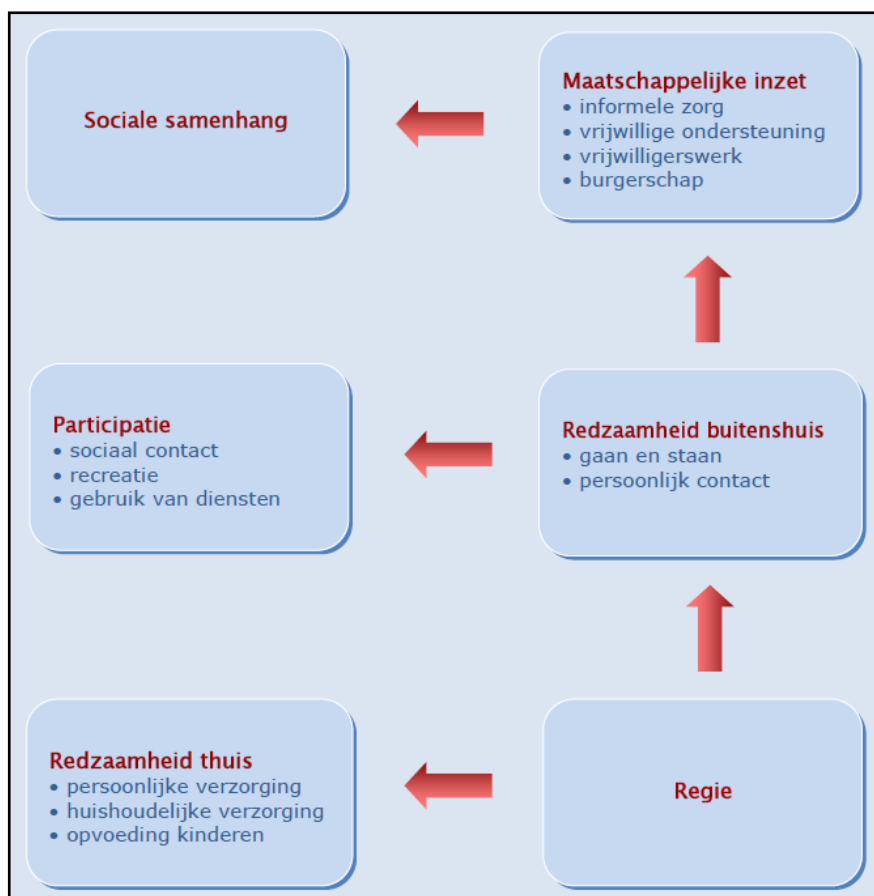 Sociale samenhang
Maatschappelijke inzet
• informele zorg
• vrijwillige ondersteuning
• vrijwilligerswerk
• burgerschap
Participatie
• sociaal contact
• recreatie
• gebruik van diensten
Redzaamheid buitenshuis
• gaan en staan
• persoonlijk contact
Redzaamheid thuis
• persoonlijke verzorging
• huishoudelijke verzorging
• opvoeding kinderen
Regie